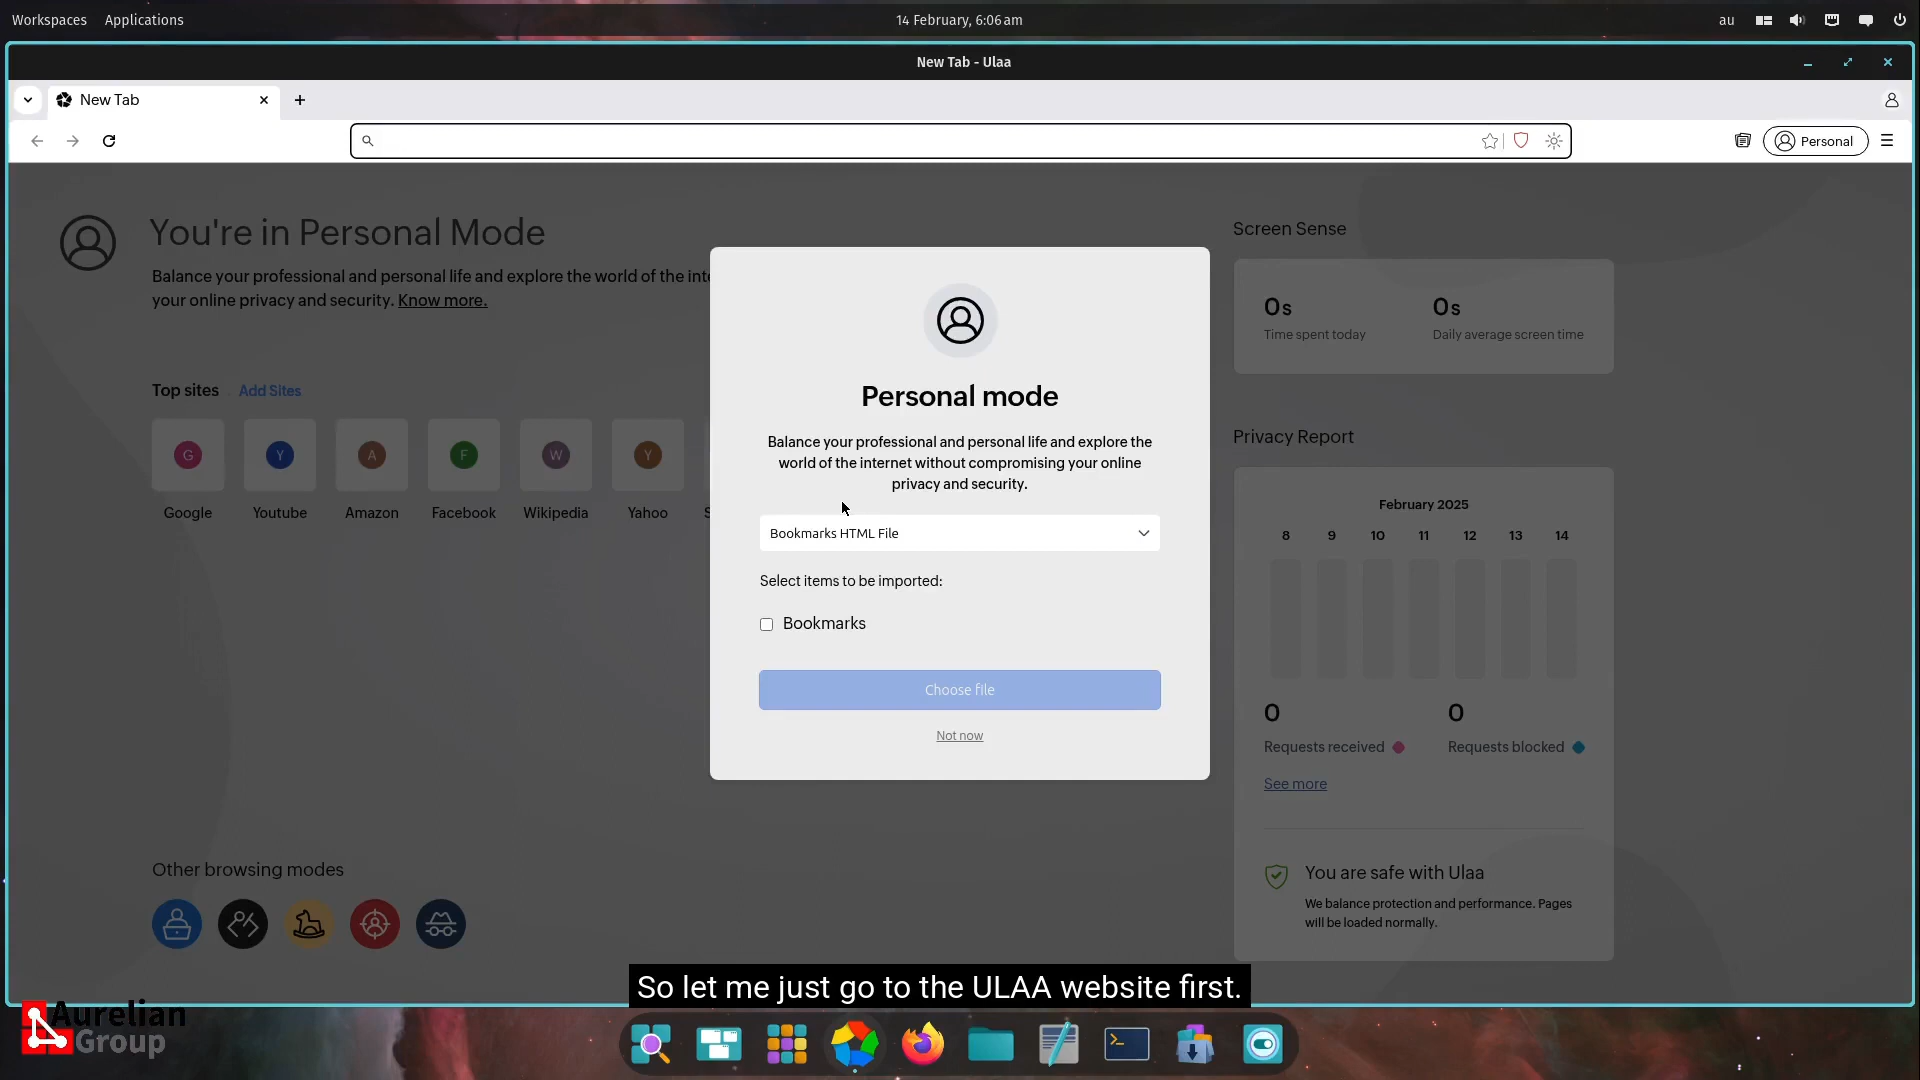 Workspaces
Applications
14 February, 6:06 am
au
New Tab - Ulaa
New Tab
Personal
You're in Personal Mode
Balance your professional and personal life and explore the world of the inte
your online privacy and security. Know more.
Top sites
Add Sites
G
Y
A
F
W
Y
Google
Youtube
Amazon
Facebook
Wikipedia
Yahoo
S
Other browsing modes
Personal mode
Balance your professional and personal life and explore the
world of the internet without compromising your online
privacy and security.
Bookmarks HTML File
Select items to be imported:
Bookmarks
Choose file
Not now
Screen Sense
0s
0s
Time spent today
Daily average screen time
Privacy Report
February 2025
8 9 10 11 12 13 14
0
0
Requests received
Requests blocked
See more
You are safe with Ulaa
We balance protection and performance. Pages
will be loaded normally.
So let me just go to the ULAA website first.
Aurelian
Group